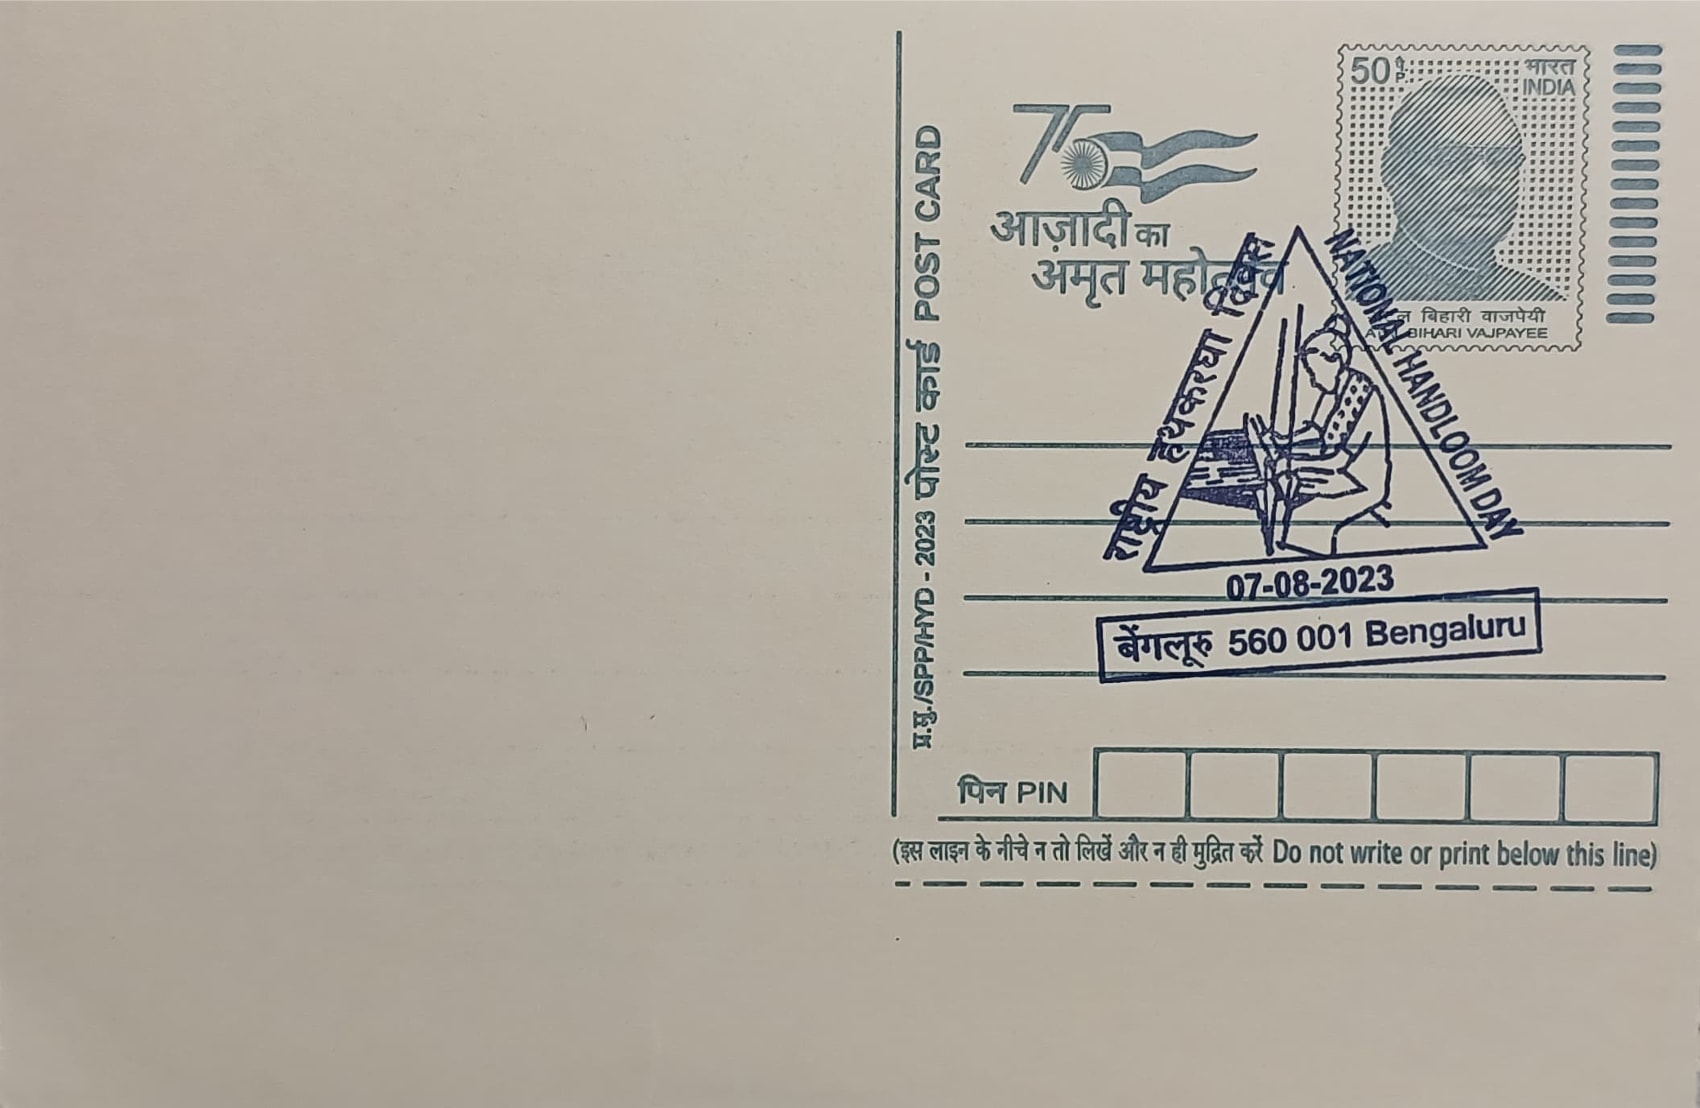 प्र.मु./SPP/HYD - 2023 पोस्ट कार्ड POST CARD
75
आज़ादी का
अमृत महोत्सव
50 पै. P.
भारत
INDIA
बिहारी वाजपेयी
BIHARI VAJPAYEE
राष्ट्रीय हथकरघा दिवस
NATIONAL HANDLOOM DAY
07-08-2023
बेंगलूरु 560 001 Bengaluru
पिन PIN
(इस लाइन के नीचे न तो लिखें और न ही मुद्रित करें Do not write or print below this line)